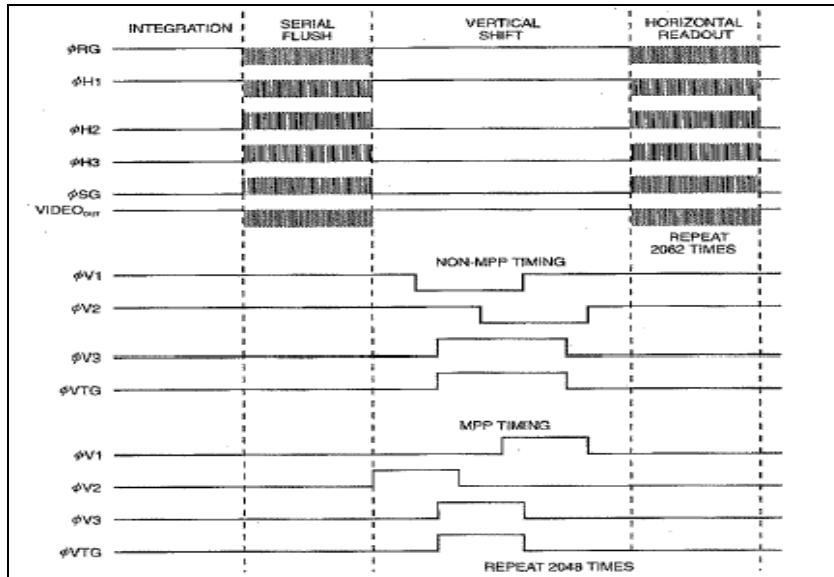 INTEGRATION
SERIAL FLUSH
VERTICAL SHIFT
HORIZONTAL READOUT
φRG
φH1
φH2
φH3
φSG
VIDEO_OUT
REPEAT 2062 TIMES
NON-MPP TIMING
φV1
φV2
φV3
φVTG
MPP TIMING
φV1
φV2
φV3
φVTG
REPEAT 2048 TIMES